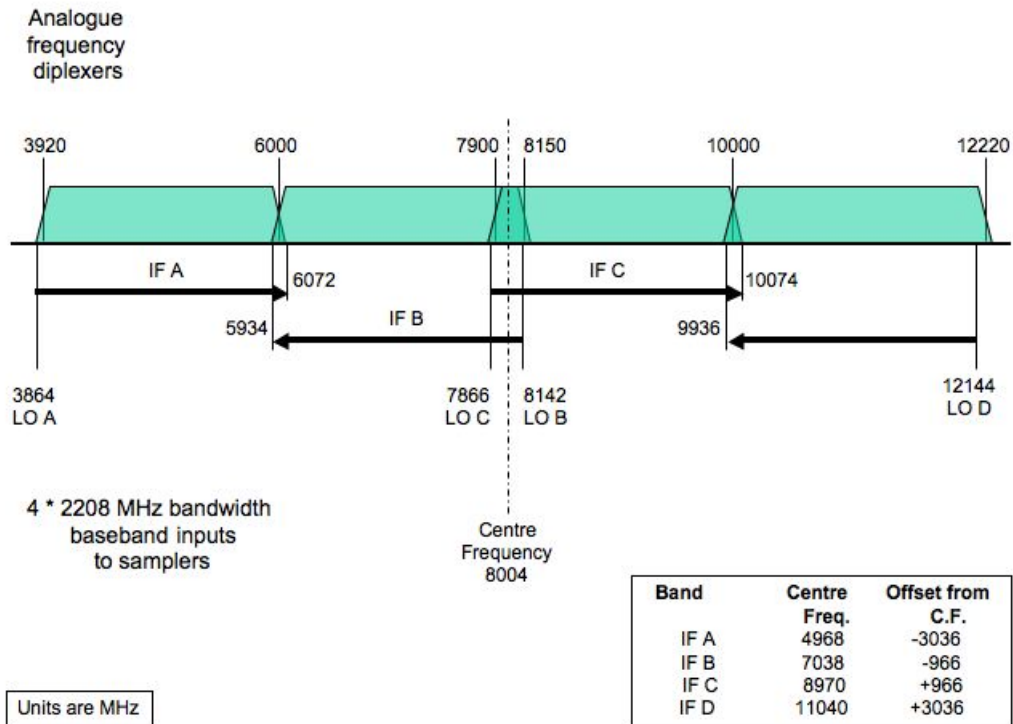 Analogue
frequency
diplexers
3920 6000 7900 8150 10000 12220
IF A 6072 IF C 10074
5934 IF B 9936
3864 7866 8142 12144
LO A LO C LO B LO D
4 * 2208 MHz bandwidth
baseband inputs
to samplers
Centre
Frequency
8004
Band Centre Offset from
Freq. C.F.
IF A 4968 -3036
IF B 7038 -966
IF C 8970 +966
IF D 11040 +3036
Units are MHz